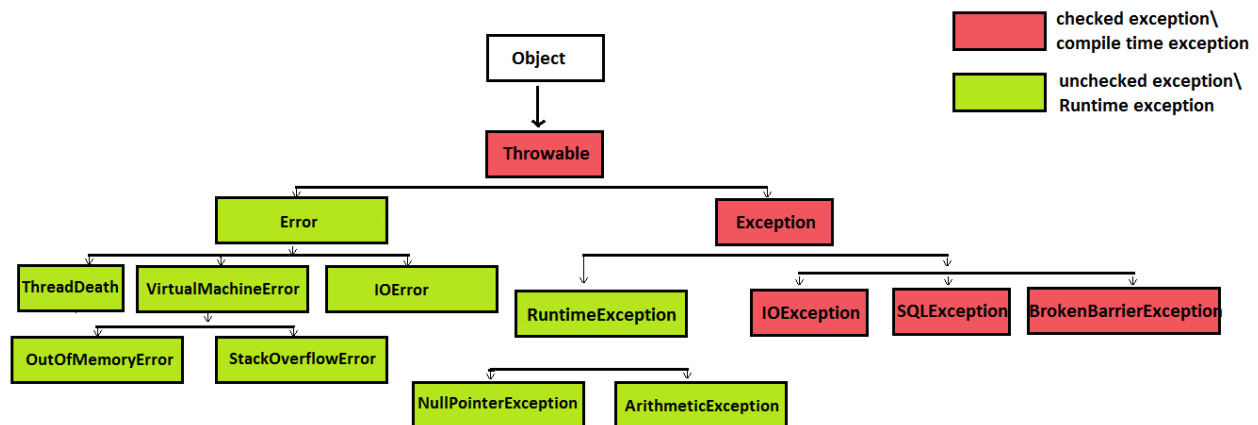 checked exception\
compile time exception
Object
unchecked exception\
Runtime exception
Throwable
Error
Exception
ThreadDeath
VirtualMachineError
IOError
RuntimeException
IOException
SQLException
BrokenBarrierException
OutOfMemoryError
StackOverflowError
NullPointerException
ArithmeticException